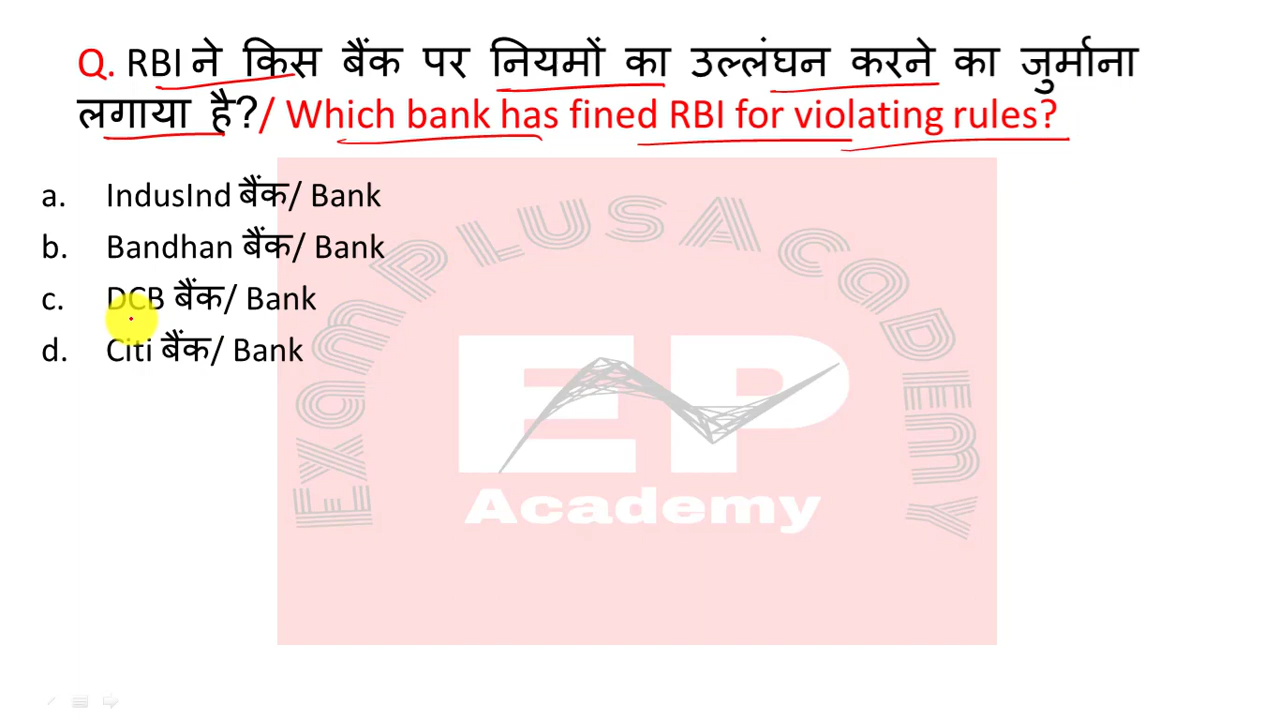 Q. RBI ने किस बैंक पर नियमों का उल्लंघन करने का जुर्माना
लगाया है?/ Which bank has fined RBI for violating rules?
a. IndusInd बैंक/ Bank
b. Bandhan बैंक/ Bank
c. DCB बैंक/ Bank
d. Citi बैंक/ Bank
Exam PLUS ACADEMY
EP
Academy